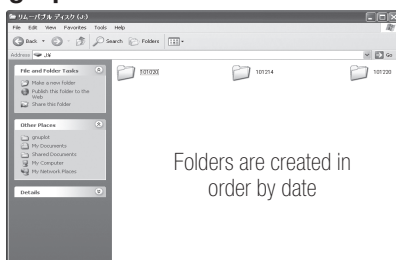 リムーバブル ディスク (J:)
File Edit View Favorites Tools Help
Back Search Folders
Address J:¥ Go
File and Folder Tasks
Make a new folder
Publish this folder to the
Web
Share this folder
Other Places
gnuplot
My Documents
Shared Documents
My Computer
My Network Places
Details
101020
101214
101230
Folders are created in
order by date